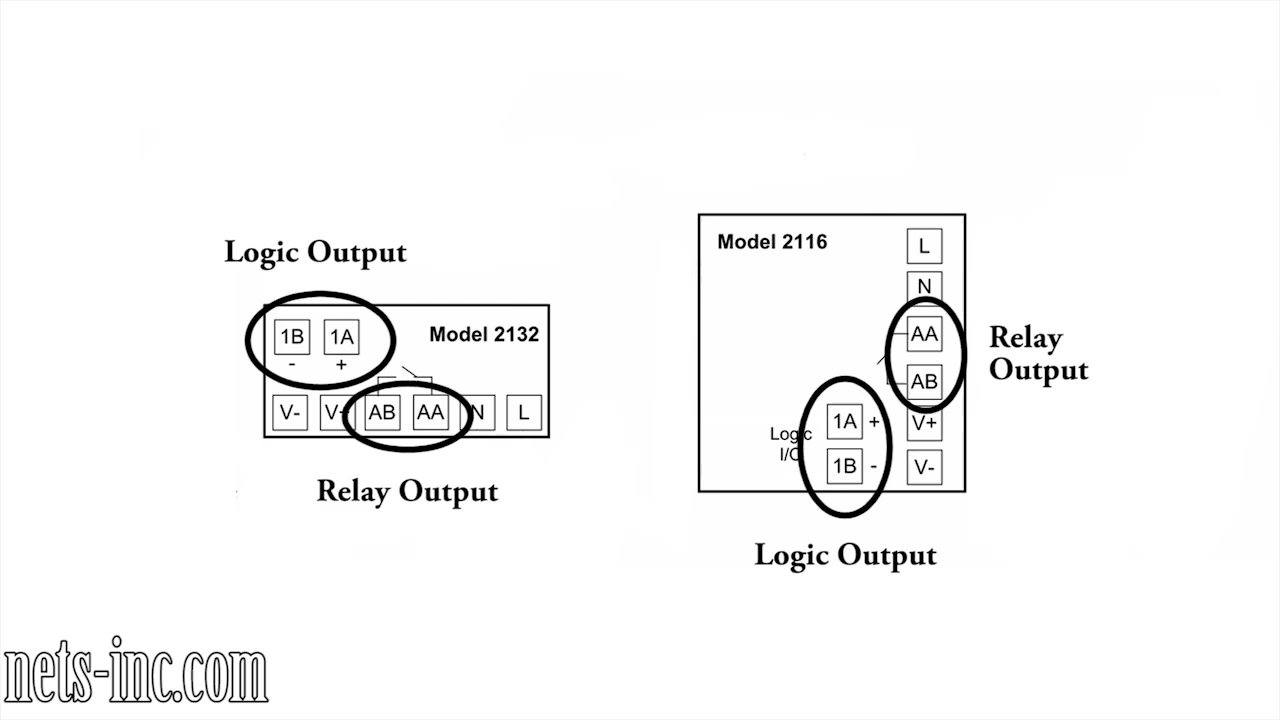 Logic Output
1B 1A
- +
Model 2132
V- V+ AB AA N L
Relay Output
Model 2116
L
N
AA
AB
Relay
Output
1A +
V+
Logic
I/O
1B -
V-
Logic Output
nets-inc.com